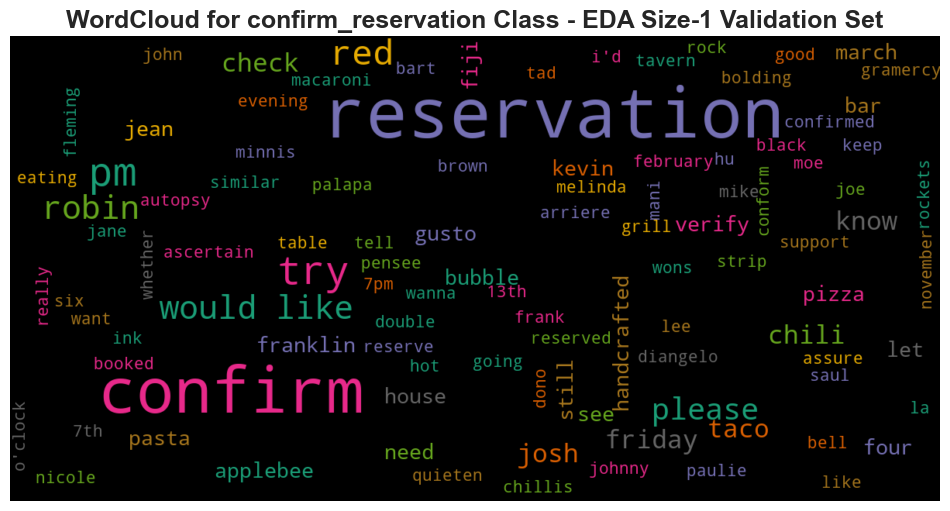 WordCloud for confirm_reservation Class - EDA Size-1 Validation Set
john
check
red
macaroni
bart
fiji
tad
i'd
tavern
rock
bolding
good
march
gramercy
fleming
jean
evening
reservation
bar
confirmed
minnis
brown
kevin
february
hu
black
moe
keep
eating
pm
similar
palapa
melinda
mani
mike
conform
joe
rockets
robin
autopsy
jane
whether
ascertain
table
tell
gusto
arriere
grill
verify
know
support
pensee
bubble
wons
strip
november
really
six
want
would like
try
7pm
wanna
13th
handcrafted
pizza
ink
franklin
reserve
double
hot
going
frank
reserved
lee
diangelo
chili
assure
let
booked
confirm
house
dono
still
see
please
saul
la
o'clock
7th
pasta
need
josh
friday
taco
bell
four
nicole
applebee
quieten
chillis
johnny
paulie
like